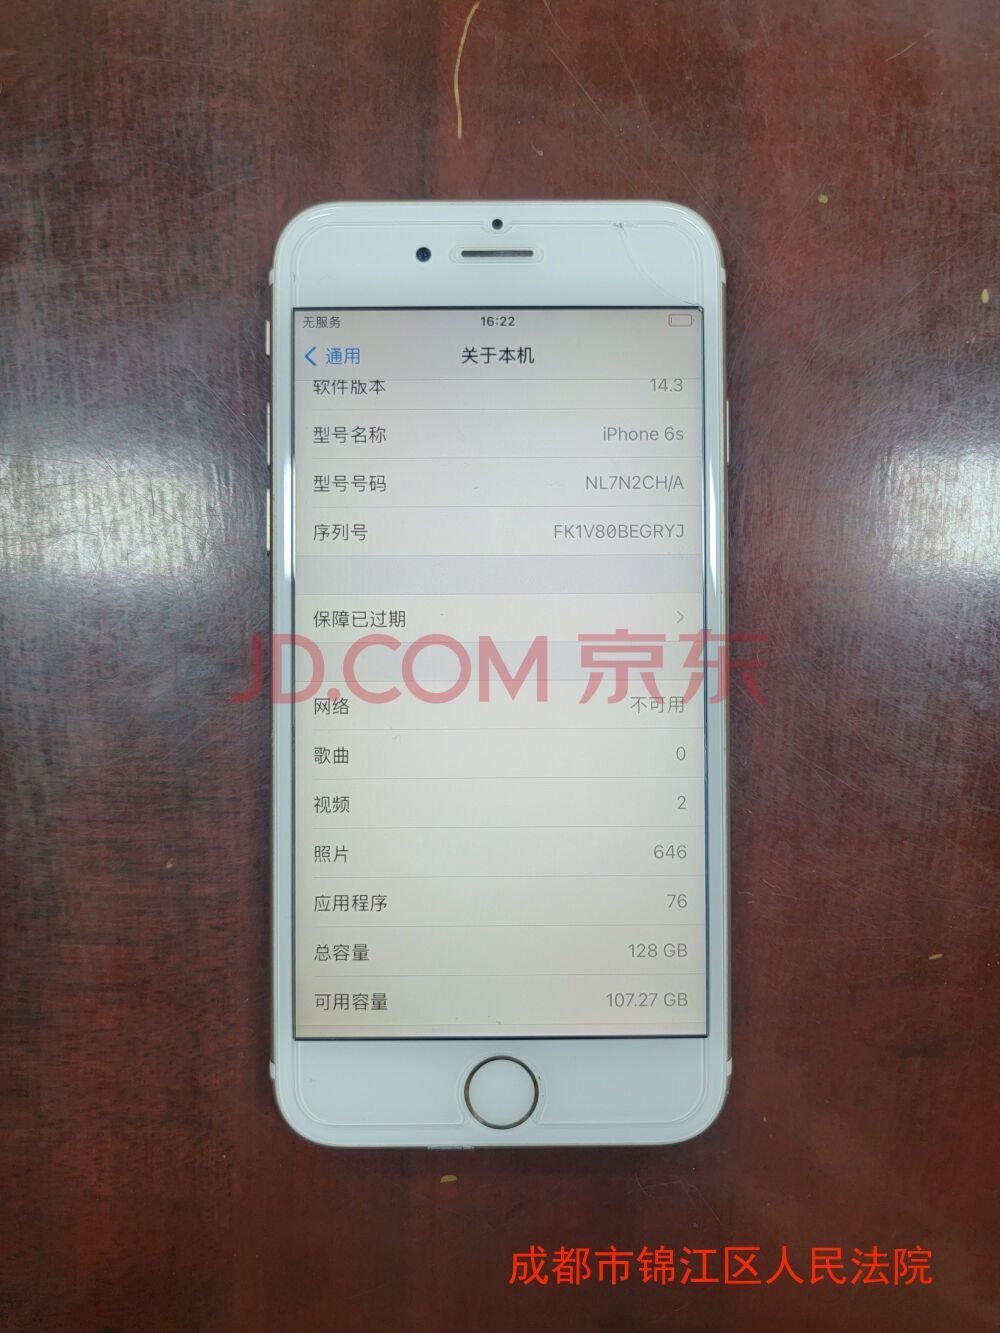 无服务 16:22
通用 关于本机
软件版本 14.3
型号名称 iPhone 6s
型号号码 NL7N2CH/A
序列号 FK1V80BEGRYJ
保障已过期
JD.COM 京东
网络 不可用
歌曲 0
视频 2
照片 646
应用程序 76
总容量 128 GB
可用容量 107.27 GB
成都市锦江区人民法院